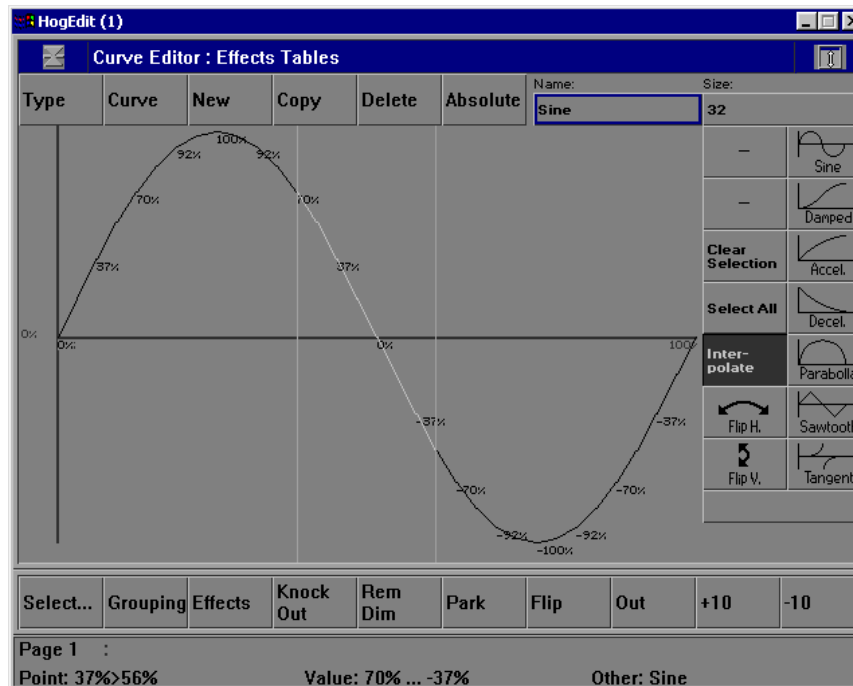 HogEdit (1)
Curve Editor : Effects Tables
Type Curve New Copy Delete Absolute
Name: Size:
Sine 32
100%
92% 92%
70% 70%
37% 37%
0% 0% 0% 100%
-37% -37%
-70% -70%
-92% -92%
-100%
– Sine
– Damped
Clear Selection Accel.
Select All Decel.
Inter-polate Parabolla
Flip H. Sawtooth
Flip V. Tangent
Select... Grouping Effects Knock Out Rem Dim Park Flip Out +10 -10
Page 1 :
Point: 37%>56% Value: 70% ... -37% Other: Sine